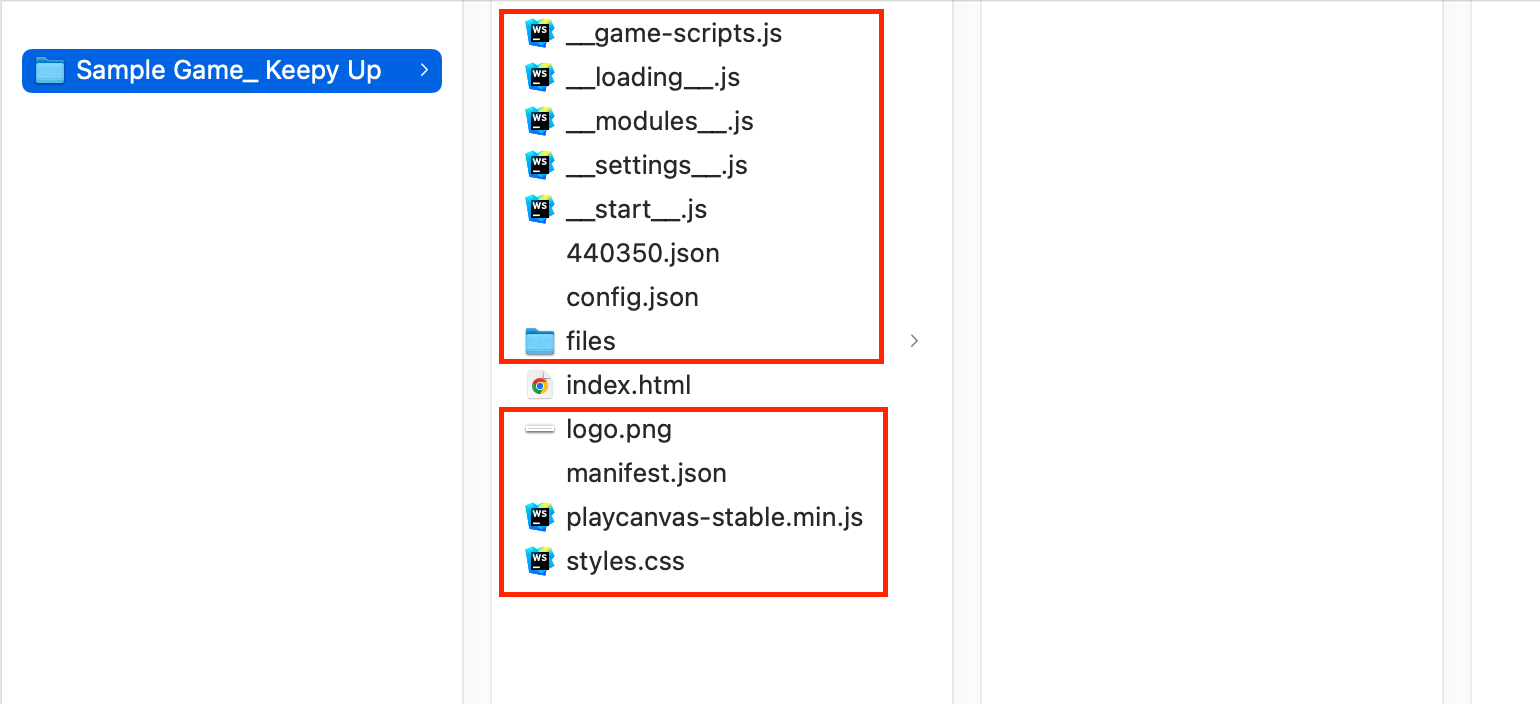 Sample Game_ Keepy Up
__game-scripts.js
__loading__.js
__modules__.js
__settings__.js
__start__.js
440350.json
config.json
files
index.html
logo.png
manifest.json
playcanvas-stable.min.js
styles.css